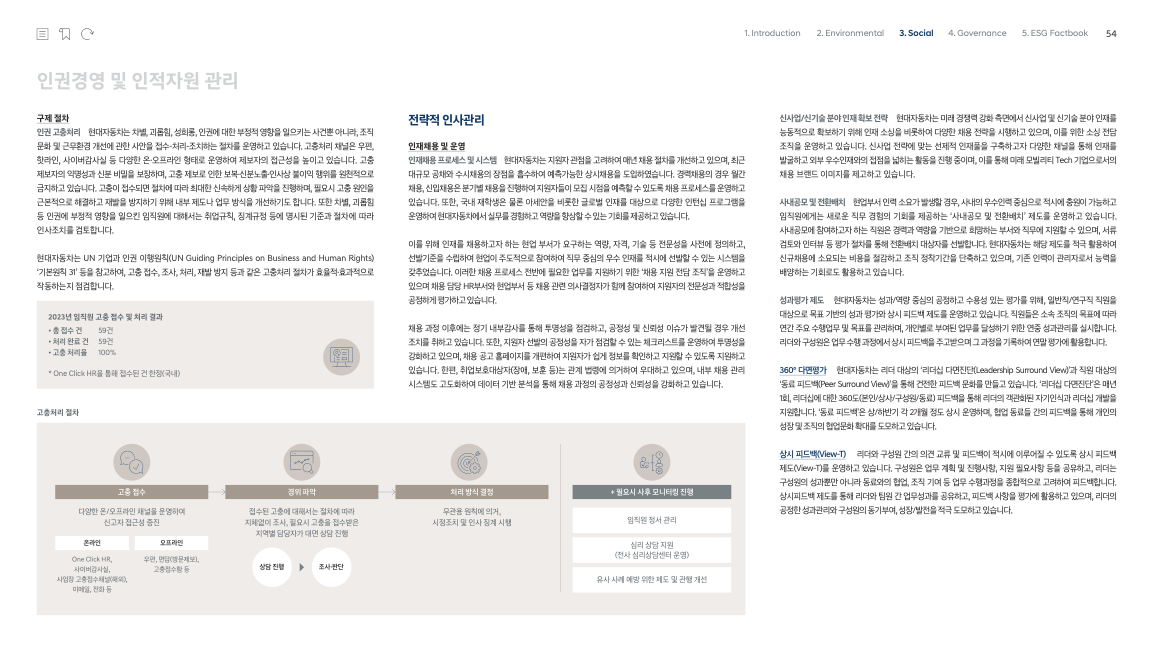 1. Introduction 2. Environmental 3. Social 4. Governance 5. ESG Factbook 54
인권경영 및 인적자원 관리
구제 절차
인권 고충처리 현대자동차는 차별, 괴롭힘, 성희롱, 인권에 대한 부정적 영향을 일으키는 사건뿐 아니라, 조직
문화 및 근무환경 개선에 관한 사안을 접수·처리·조치하는 절차를 운영하고 있습니다. 고충처리 채널은 우편,
핫라인, 사이버감사실 등 다양한 온·오프라인 형태로 운영하여 제보자의 접근성을 높이고 있습니다. 고충
제보자의 익명성과 신분 비밀을 보장하며, 고충 제보로 인한 보복·신분노출·인사상 불이익 행위를 원천적으로
금지하고 있습니다. 고충이 접수되면 절차에 따라 최대한 신속하게 상황 파악을 진행하며, 필요시 고충 원인을
근본적으로 해결하고 재발을 방지하기 위해 내부 제도나 업무 방식을 개선하기도 합니다. 또한 차별, 괴롭힘
등 인권에 부정적 영향을 일으킨 임직원에 대해서는 취업규칙, 징계규정 등에 명시된 기준과 절차에 따라
인사조치를 검토합니다.
현대자동차는 UN 기업과 인권 이행원칙(UN Guiding Principles on Business and Human Rights)
'기본원칙 31' 등을 참고하여, 고충 접수, 조사, 처리, 재발 방지 등과 같은 고충처리 절차가 효율적·효과적으로
작동하는지 점검합니다.
2023년 임직원 고충 접수 및 처리 결과
• 총 접수 건 59건
• 처리 완료 건 59건
• 고충 처리율 100%
* One Click HR을 통해 접수된 건 한정(국내)
전략적 인사관리
인재채용 및 운영
인재채용 프로세스 및 시스템 현대자동차는 지원자 관점을 고려하여 매년 채용 절차를 개선하고 있으며, 최근
대규모 공채와 수시채용의 장점을 흡수하여 예측가능한 상시채용을 도입하였습니다. 경력채용의 경우 월간
채용, 신입채용은 분기별 채용을 진행하여 지원자들이 모집 시점을 예측할 수 있도록 채용 프로세스를 운영하고
있습니다. 또한, 국내 재학생은 물론 아세안을 비롯한 글로벌 인재를 대상으로 다양한 인턴십 프로그램을
운영하여 현대자동차에서 실무를 경험하고 역량을 향상할 수 있는 기회를 제공하고 있습니다.
이를 위해 인재를 채용하고자 하는 현업 부서가 요구하는 역량, 자격, 기술 등 전문성을 사전에 정의하고,
선발기준을 수립하여 현업이 주도적으로 참여하여 직무 중심의 우수 인재를 적시에 선발할 수 있는 시스템을
갖추었습니다. 이러한 채용 프로세스 전반에 필요한 업무를 지원하기 위한 '채용 지원 전담 조직'을 운영하고
있으며 채용 담당 HR부서와 현업부서 등 채용 관련 의사결정자가 함께 참여하여 지원자의 전문성과 적합성을
공정하게 평가하고 있습니다.
채용 과정 이후에는 정기 내부감사를 통해 투명성을 점검하고, 공정성 및 신뢰성 이슈가 발견될 경우 개선
조치를 취하고 있습니다. 또한, 지원자 선발의 공정성을 자가 점검할 수 있는 체크리스트를 운영하여 투명성을
강화하고 있으며, 채용 공고 홈페이지를 개편하여 지원자가 쉽게 정보를 확인하고 지원할 수 있도록 지원하고
있습니다. 한편, 취업보호대상자(장애, 보훈 등)는 관계 법령에 의거하여 우대하고 있으며, 내부 채용 관리
시스템도 고도화하여 데이터 기반 분석을 통해 채용 과정의 공정성과 신뢰성을 강화하고 있습니다.
신사업/신기술 분야 인재 확보 전략 현대자동차는 미래 경쟁력 강화 측면에서 신사업 및 신기술 분야 인재를
능동적으로 확보하기 위해 인재 소싱을 비롯하여 다양한 채용 전략을 시행하고 있으며, 이를 위한 소싱 전담
조직을 운영하고 있습니다. 신사업 전략에 맞는 선제적 인재풀을 구축하고자 다양한 채널을 통해 인재를
발굴하고 외부 우수인재와의 접점을 넓히는 활동을 진행 중이며, 이를 통해 미래 모빌리티 Tech 기업으로서의
채용 브랜드 이미지를 제고하고 있습니다.
사내공모 및 전환배치 현업부서 인력 소요가 발생할 경우, 사내의 우수인력 중심으로 적시에 충원이 가능하고
임직원에게는 새로운 직무 경험의 기회를 제공하는 '사내공모 및 전환배치' 제도를 운영하고 있습니다.
사내공모에 참여하고자 하는 직원은 경력과 역량을 기반으로 희망하는 부서와 직무에 지원할 수 있으며, 서류
검토와 인터뷰 등 평가 절차를 통해 전환배치 대상자를 선발합니다. 현대자동차는 해당 제도를 적극 활용하여
신규채용에 소요되는 비용을 절감하고 조직 정착기간을 단축하고 있으며, 기존 인력이 관리자로서 능력을
배양하는 기회로도 활용하고 있습니다.
성과평가 제도 현대자동차는 성과/역량 중심의 공정하고 수용성 있는 평가를 위해, 일반직/연구직 직원을
대상으로 목표 기반의 성과 평가와 상시 피드백 제도를 운영하고 있습니다. 직원들은 소속 조직의 목표에 따라
연간 주요 수행업무 및 목표를 관리하며, 개인별로 부여된 업무를 달성하기 위한 연중 성과관리를 실시합니다.
리더와 구성원은 업무 수행 과정에서 상시 피드백을 주고받으며 그 과정을 기록하여 연말 평가에 활용합니다.
360° 다면평가 현대자동차는 리더 대상의 '리더십 다면진단(Leadership Surround View)'과 직원 대상의
'동료 피드백(Peer Surround View)'을 통해 건전한 피드백 문화를 만들고 있습니다. '리더십 다면진단'은 매년
1회, 리더십에 대한 360도(본인/상사/구성원/동료) 피드백을 통해 리더의 객관화된 자기인식과 리더십 개발을
지원합니다. '동료 피드백'은 상/하반기 각 2개월 정도 상시 운영하며, 협업 동료들 간의 피드백을 통해 개인의
성장 및 조직의 협업문화 확대를 도모하고 있습니다.
상시 피드백(View-T) 리더와 구성원 간의 의견 교류 및 피드백이 적시에 이루어질 수 있도록 상시 피드백
제도(View-T)를 운영하고 있습니다. 구성원은 업무 계획 및 진행사항, 지원 필요사항 등을 공유하고, 리더는
구성원의 성과뿐만 아니라 동료와의 협업, 조직 기여 등 업무 수행과정을 종합적으로 고려하여 피드백합니다.
상시피드백 제도를 통해 리더와 팀원 간 업무성과를 공유하고, 피드백 사항을 평가에 활용하고 있으며, 리더의
공정한 성과관리와 구성원의 동기부여, 성장/발전을 적극 도모하고 있습니다.
고충처리 절차
고충 접수
다양한 온/오프라인 채널을 운영하여
신고자 접근성 증진
온라인 오프라인
One Click HR,
사이버감사실,
사업장 고충접수채널(해외),
이메일, 전화 등
우편, 면담(방문제보),
고충접수함 등
경위 파악
접수된 고충에 대해서는 절차에 따라
지체없이 조사, 필요시 고충을 접수받은
지역별 담당자가 대면 상담 진행
상담 진행 조사·판단
처리 방식 결정
무관용 원칙에 의거,
시정조치 및 인사 징계 시행
+ 필요시 사후 모니터링 진행
임직원 정서 관리
심리 상담 지원
(전사 심리상담센터 운영)
유사 사례 예방 위한 제도 및 관행 개선